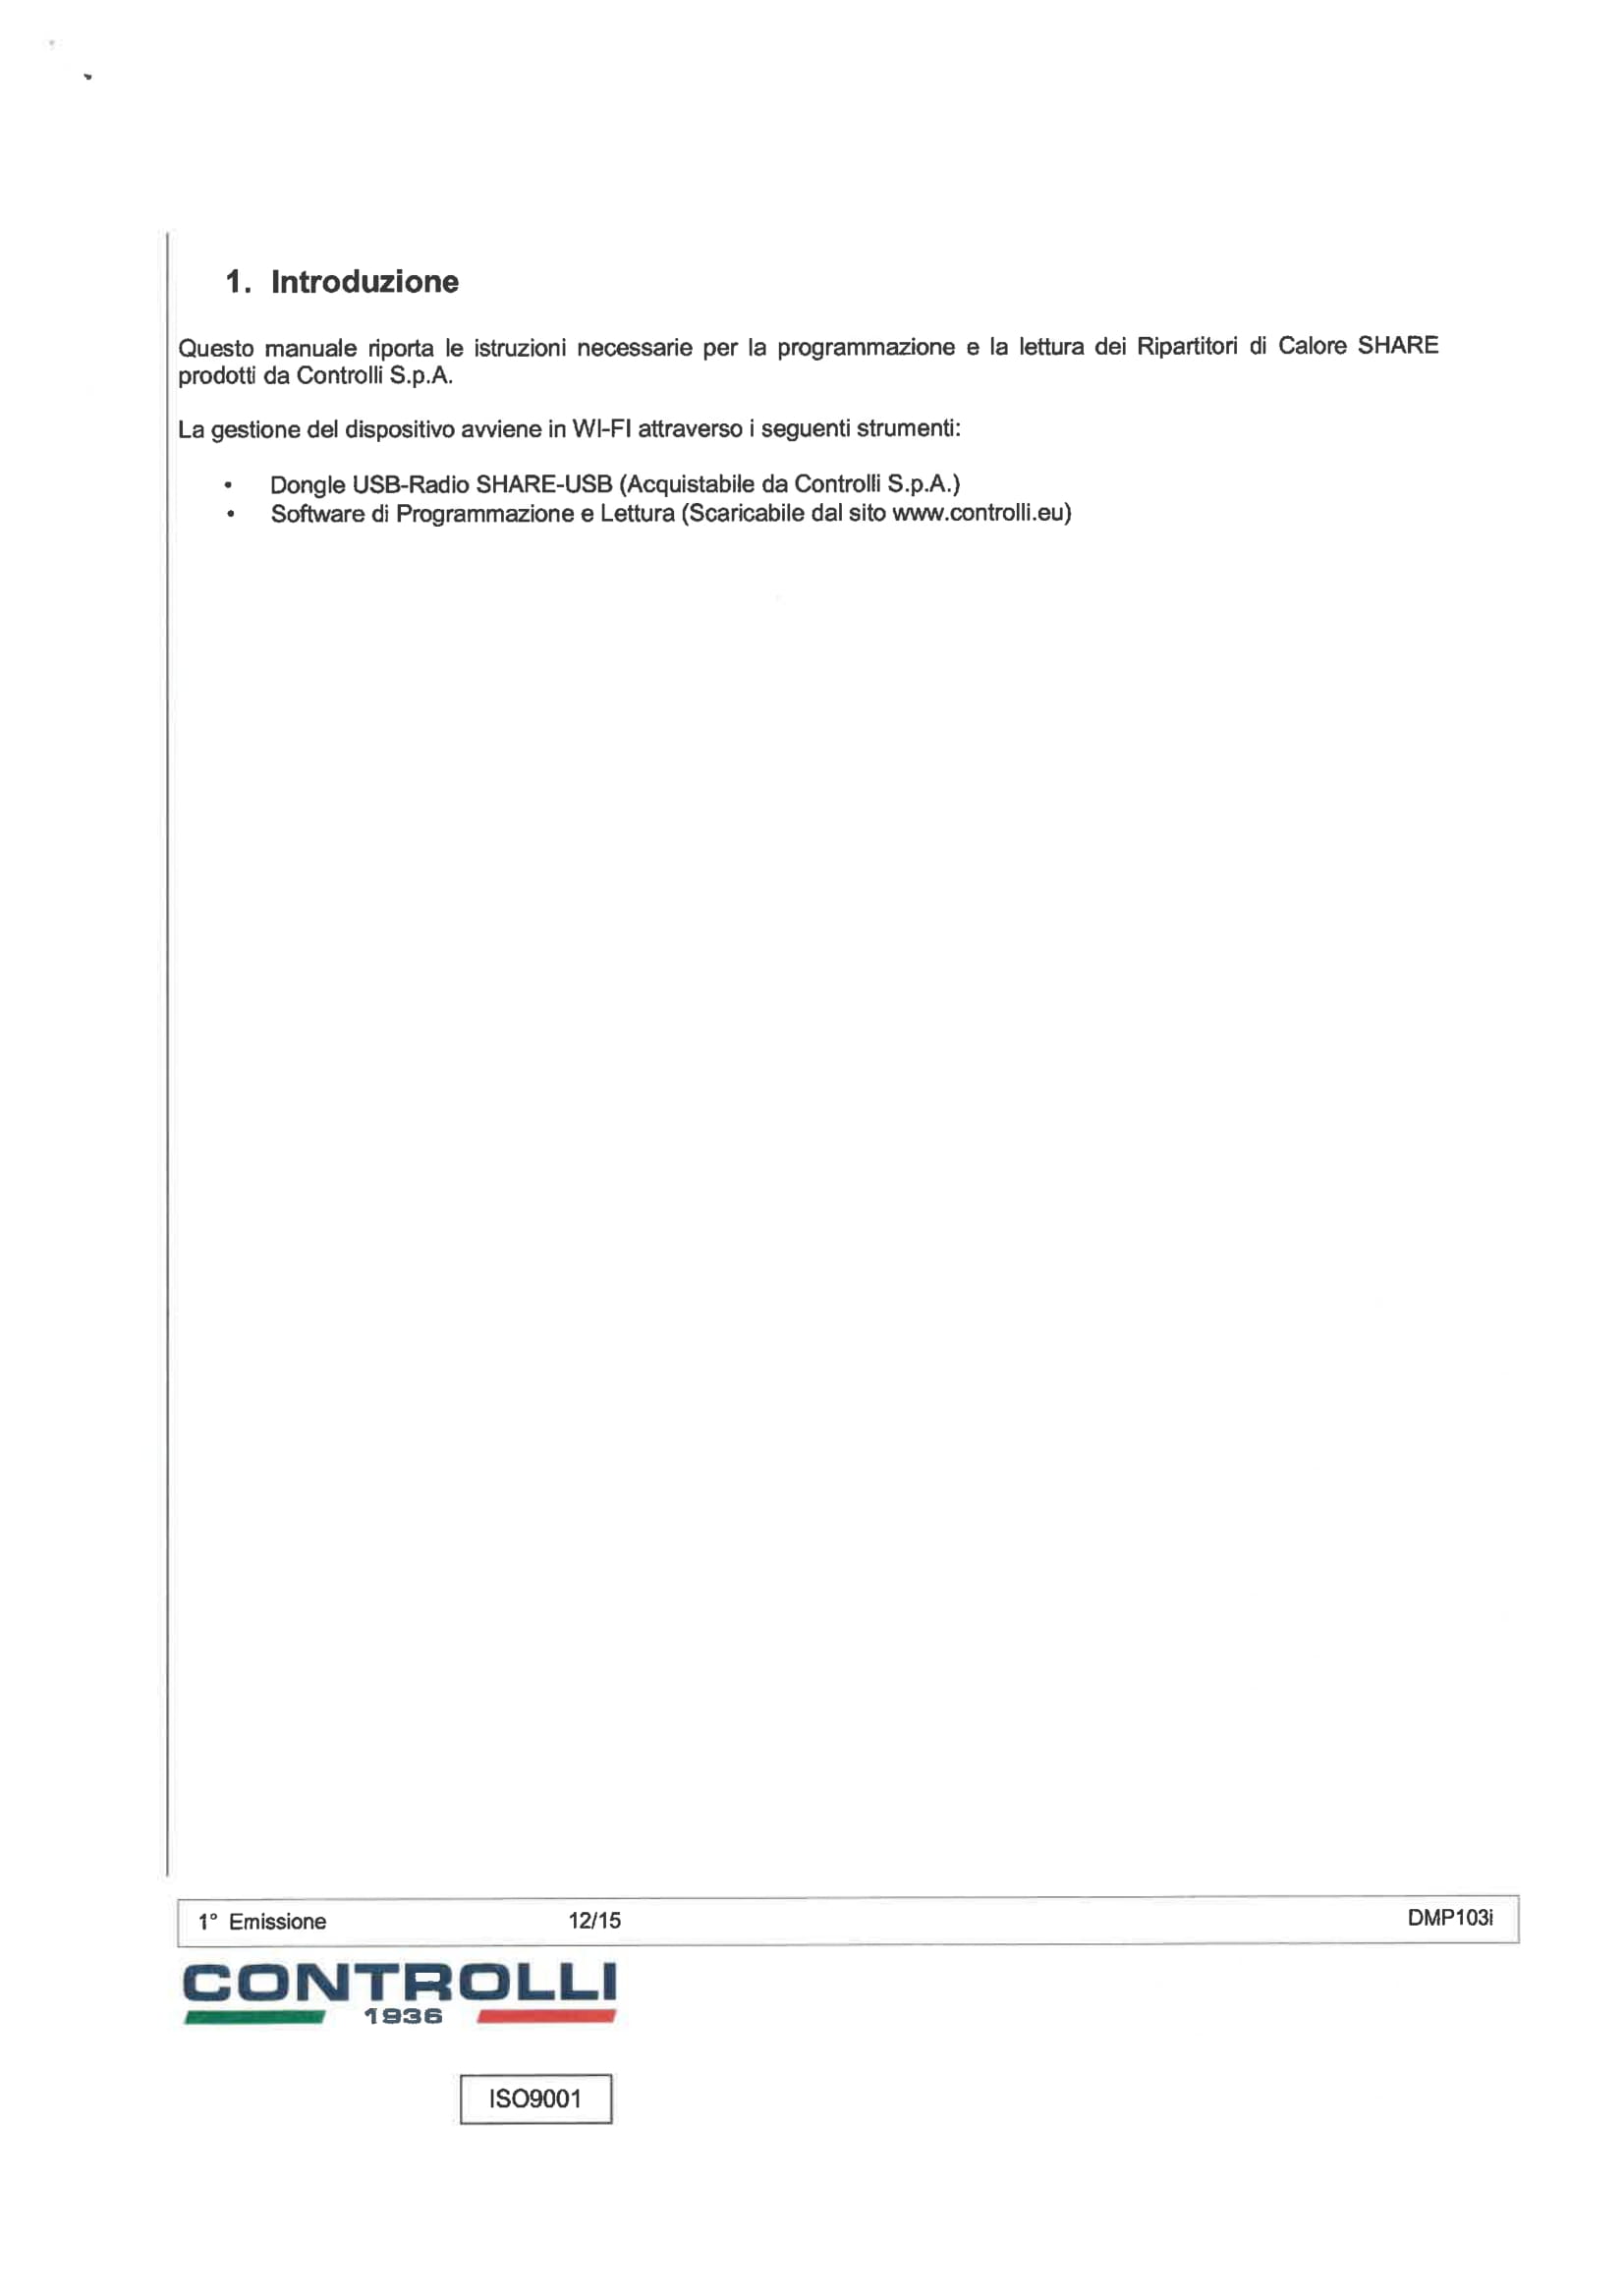 1. Introduzione
Questo manuale riporta le istruzioni necessarie per la programmazione e la lettura dei Ripartitori di Calore SHARE
prodotti da Controlli S.p.A.
La gestione del dispositivo avviene in WI-FI attraverso i seguenti strumenti:
• Dongle USB-Radio SHARE-USB (Acquistabile da Controlli S.p.A.)
• Software di Programmazione e Lettura (Scaricabile dal sito www.controlli.eu)
1° Emissione 12/15 DMP103i
CONTROLLI
1936
ISO9001